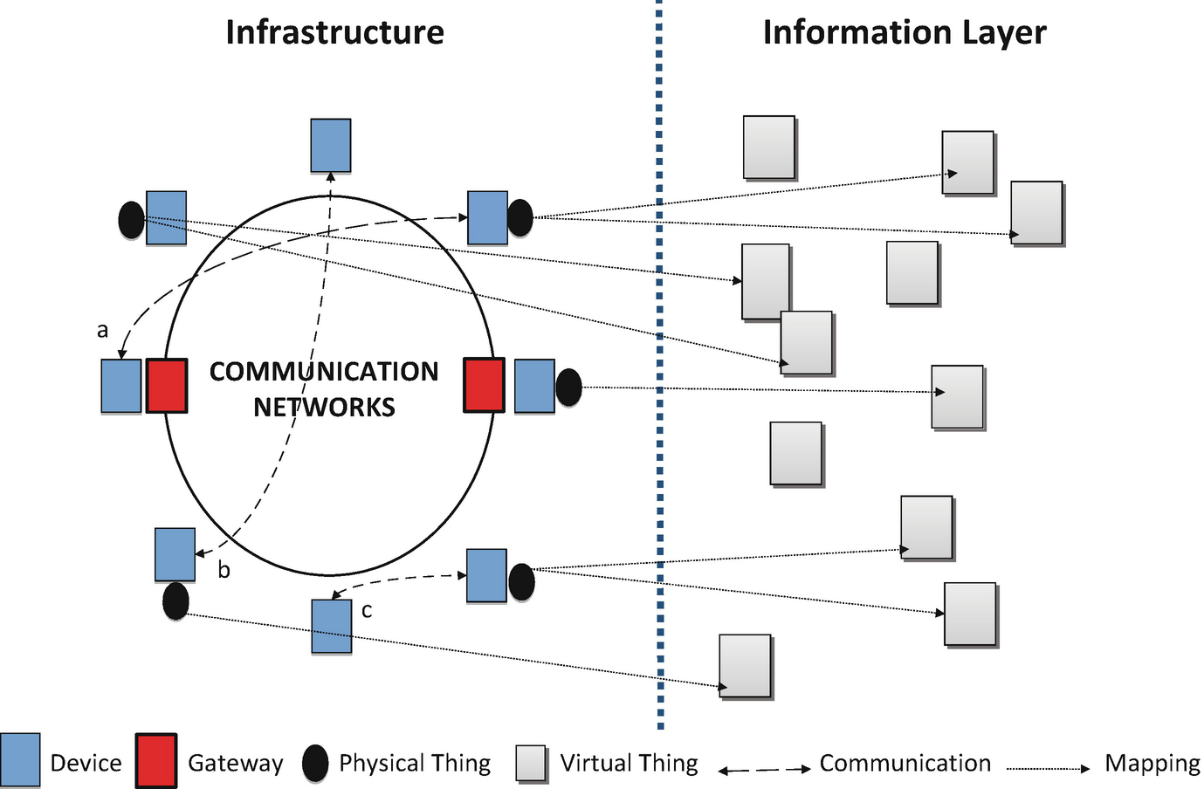 Infrastructure
Information Layer
a
COMMUNICATION
NETWORKS
b
c
Device
Gateway
Physical Thing
Virtual Thing
Communication
Mapping